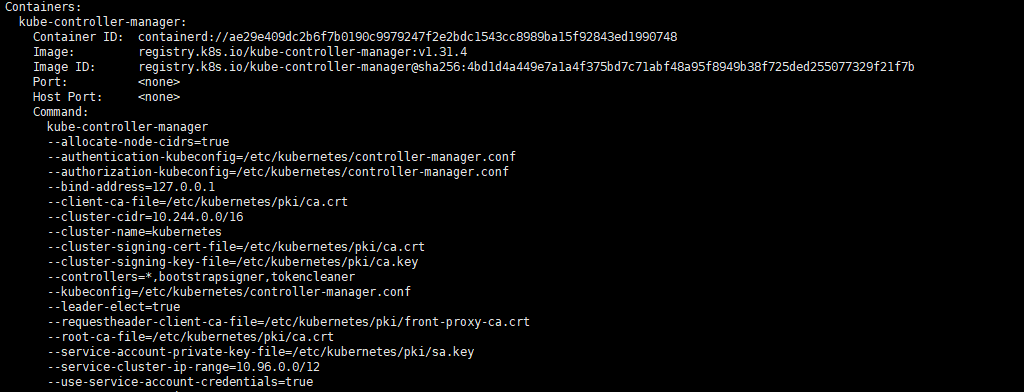 Containers:
kube-controller-manager:
Container ID: containerd://ae29e409dc2b6f7b0190c9979247f2e2bdc1543cc8989ba15f92843ed1990748
Image: registry.k8s.io/kube-controller-manager:v1.31.4
Image ID: registry.k8s.io/kube-controller-manager@sha256:4bd1d4a449e7a1a4f375bd7c71abf48a95f8949b38f725ded255077329f21f7b
Port: <none>
Host Port: <none>
Command:
kube-controller-manager
--allocate-node-cidrs=true
--authentication-kubeconfig=/etc/kubernetes/controller-manager.conf
--authorization-kubeconfig=/etc/kubernetes/controller-manager.conf
--bind-address=127.0.0.1
--client-ca-file=/etc/kubernetes/pki/ca.crt
--cluster-cidr=10.244.0.0/16
--cluster-name=kubernetes
--cluster-signing-cert-file=/etc/kubernetes/pki/ca.crt
--cluster-signing-key-file=/etc/kubernetes/pki/ca.key
--controllers=*,bootstrapsigner,tokencleaner
--kubeconfig=/etc/kubernetes/controller-manager.conf
--leader-elect=true
--requestheader-client-ca-file=/etc/kubernetes/pki/front-proxy-ca.crt
--root-ca-file=/etc/kubernetes/pki/ca.crt
--service-account-private-key-file=/etc/kubernetes/pki/sa.key
--service-cluster-ip-range=10.96.0.0/12
--use-service-account-credentials=true